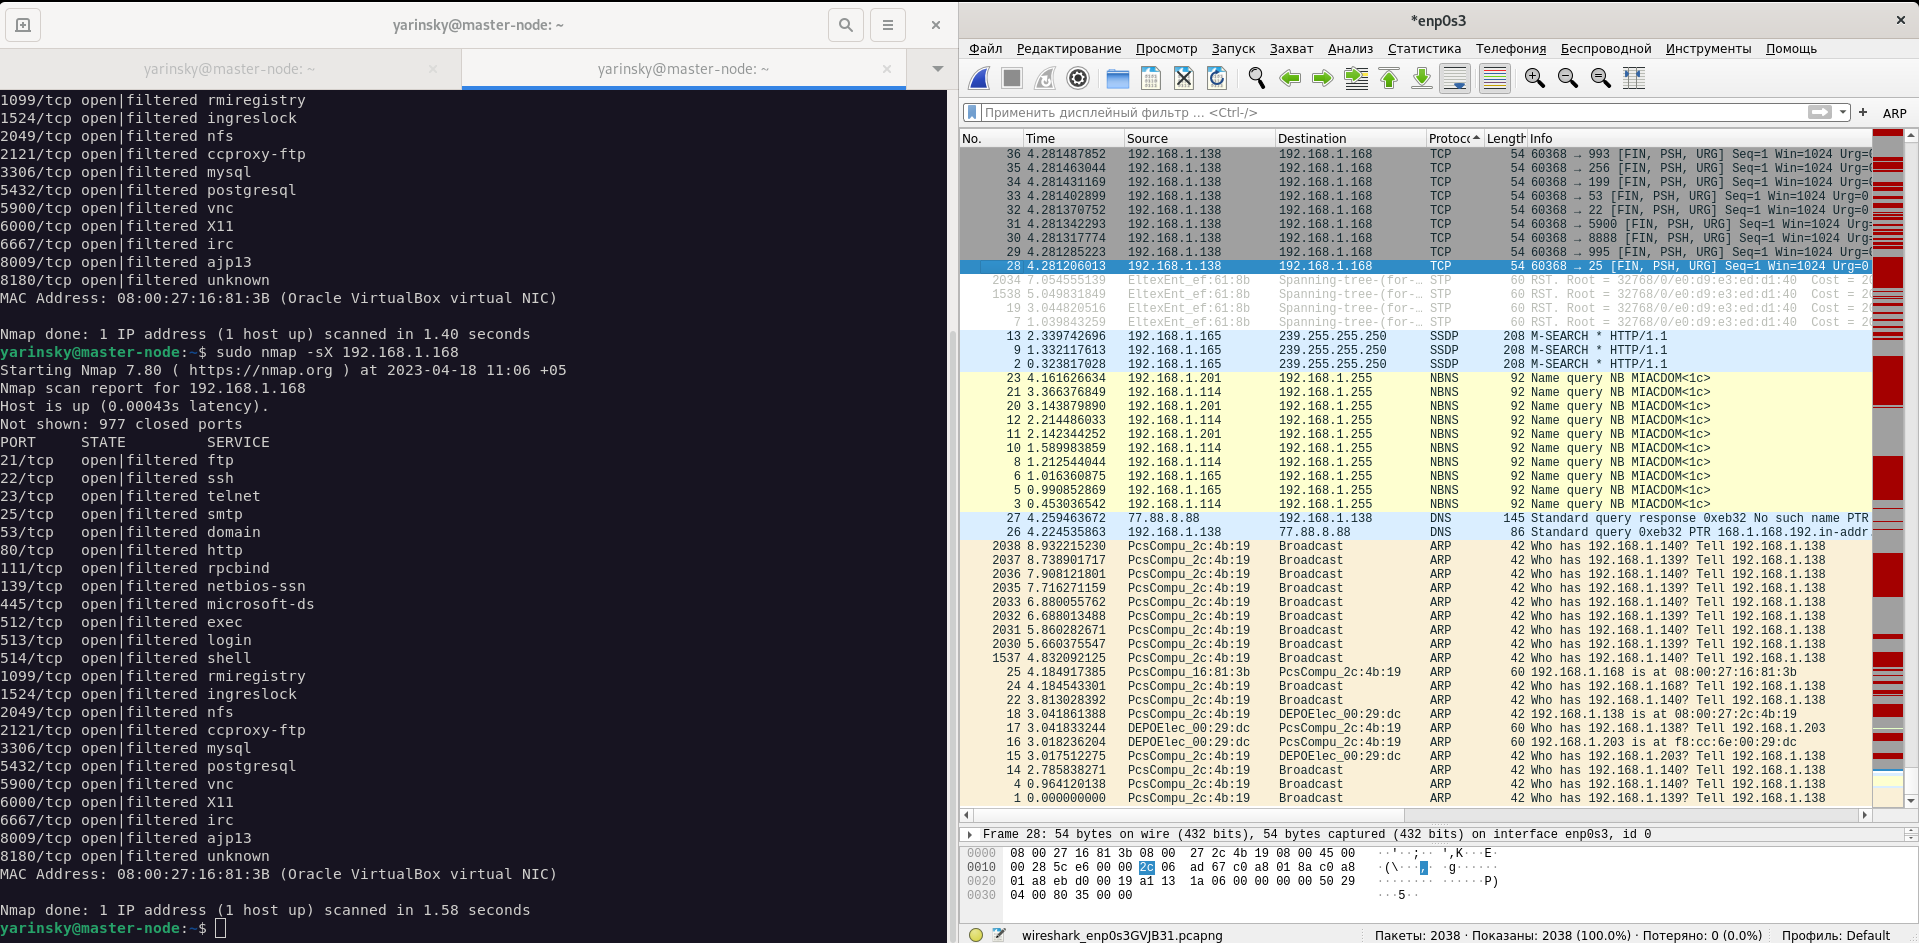 yarinsky@master-node: ~
yarinsky@master-node: ~
yarinsky@master-node: ~
1099/tcp open|filtered rmiregistry
1524/tcp open|filtered ingreslock
2049/tcp open|filtered nfs
2121/tcp open|filtered ccproxy-ftp
3306/tcp open|filtered mysql
5432/tcp open|filtered postgresql
5900/tcp open|filtered vnc
6000/tcp open|filtered X11
6667/tcp open|filtered irc
8009/tcp open|filtered ajp13
8180/tcp open|filtered unknown
MAC Address: 08:00:27:16:81:3B (Oracle VirtualBox virtual NIC)
Nmap done: 1 IP address (1 host up) scanned in 1.40 seconds
yarinsky@master-node:~$ sudo nmap -sX 192.168.1.168
Starting Nmap 7.80 ( https://nmap.org ) at 2023-04-18 11:06 +05
Nmap scan report for 192.168.1.168
Host is up (0.00043s latency).
Not shown: 977 closed ports
PORT     STATE         SERVICE
21/tcp   open|filtered ftp
22/tcp   open|filtered ssh
23/tcp   open|filtered telnet
25/tcp   open|filtered smtp
53/tcp   open|filtered domain
80/tcp   open|filtered http
111/tcp  open|filtered rpcbind
139/tcp  open|filtered netbios-ssn
445/tcp  open|filtered microsoft-ds
512/tcp  open|filtered exec
513/tcp  open|filtered login
514/tcp  open|filtered shell
1099/tcp open|filtered rmiregistry
1524/tcp open|filtered ingreslock
2049/tcp open|filtered nfs
2121/tcp open|filtered ccproxy-ftp
3306/tcp open|filtered mysql
5432/tcp open|filtered postgresql
5900/tcp open|filtered vnc
6000/tcp open|filtered X11
6667/tcp open|filtered irc
8009/tcp open|filtered ajp13
8180/tcp open|filtered unknown
MAC Address: 08:00:27:16:81:3B (Oracle VirtualBox virtual NIC)
Nmap done: 1 IP address (1 host up) scanned in 1.58 seconds
yarinsky@master-node:~$
*enp0s3
Файл Редактирование Просмотр Запуск Захват Анализ Статистика Телефония Беспроводной Инструменты Помощь
Применить дисплейный фильтр … <Ctrl-/> + ARP
No. Time Source Destination Protocc Length Info
36 4.281487852 192.168.1.138 192.168.1.168 TCP 54 60368 → 993 [FIN, PSH, URG] Seq=1 Win=1024 Urg=0
35 4.281463044 192.168.1.138 192.168.1.168 TCP 54 60368 → 256 [FIN, PSH, URG] Seq=1 Win=1024 Urg=0
34 4.281431169 192.168.1.138 192.168.1.168 TCP 54 60368 → 199 [FIN, PSH, URG] Seq=1 Win=1024 Urg=0
33 4.281402899 192.168.1.138 192.168.1.168 TCP 54 60368 → 53 [FIN, PSH, URG] Seq=1 Win=1024 Urg=0
32 4.281370752 192.168.1.138 192.168.1.168 TCP 54 60368 → 22 [FIN, PSH, URG] Seq=1 Win=1024 Urg=0
31 4.281342293 192.168.1.138 192.168.1.168 TCP 54 60368 → 5900 [FIN, PSH, URG] Seq=1 Win=1024 Urg=
30 4.281317774 192.168.1.138 192.168.1.168 TCP 54 60368 → 8888 [FIN, PSH, URG] Seq=1 Win=1024 Urg=
29 4.281285223 192.168.1.138 192.168.1.168 TCP 54 60368 → 995 [FIN, PSH, URG] Seq=1 Win=1024 Urg=0
28 4.281206013 192.168.1.138 192.168.1.168 TCP 54 60368 → 25 [FIN, PSH, URG] Seq=1 Win=1024 Urg=0
2034 7.054555139 EltexEnt_ef:61:8b Spanning-tree-(for-… STP 60 RST. Root = 32768/0/e0:d9:e3:ed:d1:40  Cost = 20
1538 5.049831849 EltexEnt_ef:61:8b Spanning-tree-(for-… STP 60 RST. Root = 32768/0/e0:d9:e3:ed:d1:40  Cost = 20
19 3.044820516 EltexEnt_ef:61:8b Spanning-tree-(for-… STP 60 RST. Root = 32768/0/e0:d9:e3:ed:d1:40  Cost = 20
7 1.039843259 EltexEnt_ef:61:8b Spanning-tree-(for-… STP 60 RST. Root = 32768/0/e0:d9:e3:ed:d1:40  Cost = 20
13 2.339742696 192.168.1.165 239.255.255.250 SSDP 208 M-SEARCH * HTTP/1.1
9 1.332117613 192.168.1.165 239.255.255.250 SSDP 208 M-SEARCH * HTTP/1.1
2 0.323817028 192.168.1.165 239.255.255.250 SSDP 208 M-SEARCH * HTTP/1.1
23 4.161626634 192.168.1.201 192.168.1.255 NBNS 92 Name query NB MIACDOM<1c>
21 3.366376849 192.168.1.114 192.168.1.255 NBNS 92 Name query NB MIACDOM<1c>
20 3.143879890 192.168.1.201 192.168.1.255 NBNS 92 Name query NB MIACDOM<1c>
12 2.214486033 192.168.1.114 192.168.1.255 NBNS 92 Name query NB MIACDOM<1c>
11 2.142344252 192.168.1.201 192.168.1.255 NBNS 92 Name query NB MIACDOM<1c>
10 1.589983859 192.168.1.114 192.168.1.255 NBNS 92 Name query NB MIACDOM<1c>
8 1.212544044 192.168.1.114 192.168.1.255 NBNS 92 Name query NB MIACDOM<1c>
6 1.016360875 192.168.1.165 192.168.1.255 NBNS 92 Name query NB MIACDOM<1c>
5 0.990852869 192.168.1.165 192.168.1.255 NBNS 92 Name query NB MIACDOM<1c>
3 0.453036542 192.168.1.114 192.168.1.255 NBNS 92 Name query NB MIACDOM<1c>
27 4.259463672 77.88.8.88 192.168.1.138 DNS 145 Standard query response 0xeb32 No such name PTR
26 4.224535863 192.168.1.138 77.88.8.88 DNS 86 Standard query 0xeb32 PTR 168.1.168.192.in-addr.
2038 8.932215230 PcsCompu_2c:4b:19 Broadcast ARP 42 Who has 192.168.1.140? Tell 192.168.1.138
2037 8.738901717 PcsCompu_2c:4b:19 Broadcast ARP 42 Who has 192.168.1.139? Tell 192.168.1.138
2036 7.908121801 PcsCompu_2c:4b:19 Broadcast ARP 42 Who has 192.168.1.140? Tell 192.168.1.138
2035 7.716271159 PcsCompu_2c:4b:19 Broadcast ARP 42 Who has 192.168.1.139? Tell 192.168.1.138
2033 6.880055762 PcsCompu_2c:4b:19 Broadcast ARP 42 Who has 192.168.1.140? Tell 192.168.1.138
2032 6.688013488 PcsCompu_2c:4b:19 Broadcast ARP 42 Who has 192.168.1.139? Tell 192.168.1.138
2031 5.860282671 PcsCompu_2c:4b:19 Broadcast ARP 42 Who has 192.168.1.140? Tell 192.168.1.138
2030 5.660375547 PcsCompu_2c:4b:19 Broadcast ARP 42 Who has 192.168.1.139? Tell 192.168.1.138
1537 4.832092125 PcsCompu_2c:4b:19 Broadcast ARP 42 Who has 192.168.1.140? Tell 192.168.1.138
25 4.184917385 PcsCompu_16:81:3b PcsCompu_2c:4b:19 ARP 60 192.168.1.168 is at 08:00:27:16:81:3b
24 4.184543301 PcsCompu_2c:4b:19 Broadcast ARP 42 Who has 192.168.1.168? Tell 192.168.1.138
22 3.813028392 PcsCompu_2c:4b:19 Broadcast ARP 42 Who has 192.168.1.140? Tell 192.168.1.138
18 3.041861388 PcsCompu_2c:4b:19 DEPOElec_00:29:dc ARP 42 192.168.1.138 is at 08:00:27:2c:4b:19
17 3.041833244 DEPOElec_00:29:dc PcsCompu_2c:4b:19 ARP 60 Who has 192.168.1.138? Tell 192.168.1.203
16 3.018236204 DEPOElec_00:29:dc PcsCompu_2c:4b:19 ARP 60 192.168.1.203 is at f8:cc:6e:00:29:dc
15 3.017512275 PcsCompu_2c:4b:19 DEPOElec_00:29:dc ARP 42 Who has 192.168.1.203? Tell 192.168.1.138
14 2.785838271 PcsCompu_2c:4b:19 Broadcast ARP 42 Who has 192.168.1.140? Tell 192.168.1.138
4 0.964120138 PcsCompu_2c:4b:19 Broadcast ARP 42 Who has 192.168.1.140? Tell 192.168.1.138
1 0.000000000 PcsCompu_2c:4b:19 Broadcast ARP 42 Who has 192.168.1.139? Tell 192.168.1.138
Frame 28: 54 bytes on wire (432 bits), 54 bytes captured (432 bits) on interface enp0s3, id 0
0000 08 00 27 16 81 3b 08 00 27 2c 4b 19 08 00 45 00 ··'··;·· ',K···E·
0010 00 28 5c e6 00 00 2c 06 ad 67 c0 a8 01 8a c0 a8 ·(\···,· ·g······
0020 01 a8 eb d0 00 19 a1 13 1a 06 00 00 00 00 50 29 ········ ······P)
0030 04 00 80 35 00 00 ···5··
wireshark_enp0s3GVJB31.pcapng Пакеты: 2038 · Показаны: 2038 (100.0%) · Потеряно: 0 (0.0%) Профиль: Default